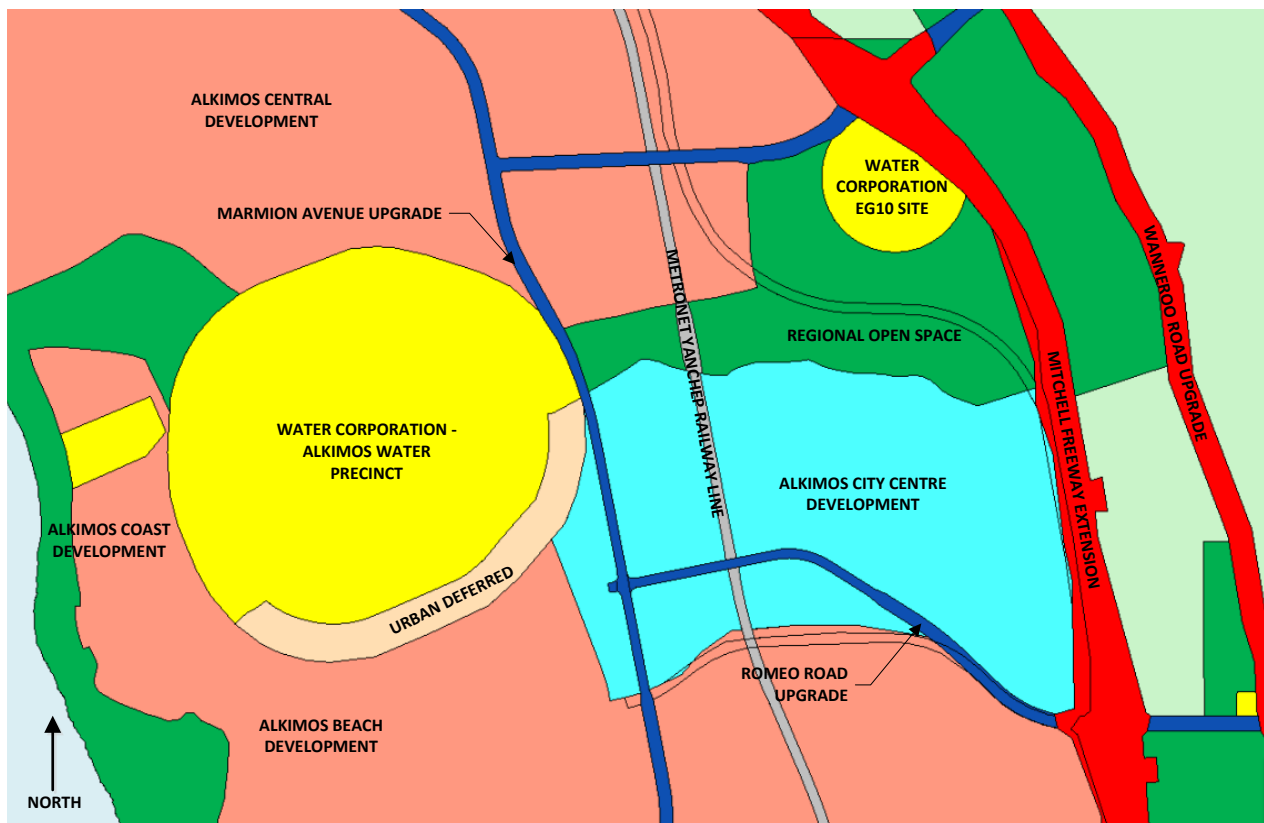 ALKIMOS CENTRAL
DEVELOPMENT
WATER
CORPORATION
EG10 SITE
MARMION AVENUE UPGRADE
WANNEROO ROAD UPGRADE
METRONET YANCHEP RAILWAY LINE
REGIONAL OPEN SPACE
MITCHELL FREEWAY EXTENSION
WATER CORPORATION -
ALKIMOS WATER
PRECINCT
ALKIMOS CITY CENTRE
DEVELOPMENT
ALKIMOS COAST
DEVELOPMENT
URBAN DEFERRED
ROMEO ROAD
UPGRADE
ALKIMOS BEACH
DEVELOPMENT
NORTH